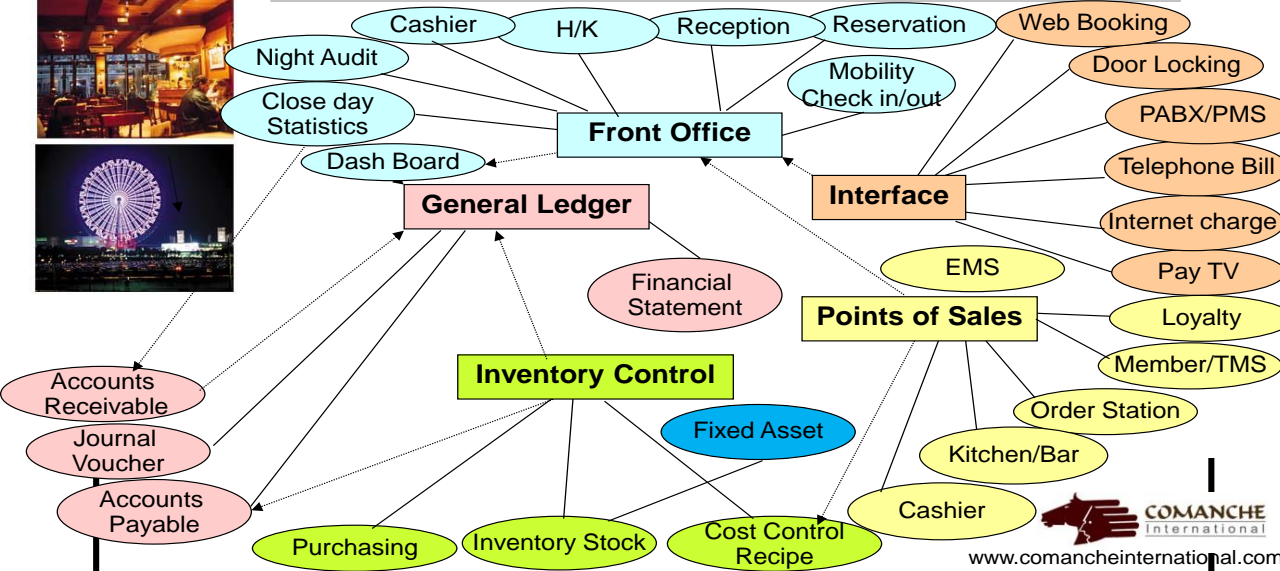 Cashier
H/K
Reception
Reservation
Web Booking
Night Audit
Mobility
Check in/out
Door Locking
Close day
Statistics
PABX/PMS
Front Office
Dash Board
Telephone Bill
General Ledger
Interface
Internet charge
EMS
Pay TV
Financial
Statement
Points of Sales
Loyalty
Inventory Control
Member/TMS
Accounts
Receivable
Order Station
Journal
Voucher
Fixed Asset
Kitchen/Bar
Accounts
Payable
Cashier
Purchasing
Inventory Stock
Cost Control
Recipe
COMANCHE
International
www.comancheinternational.com